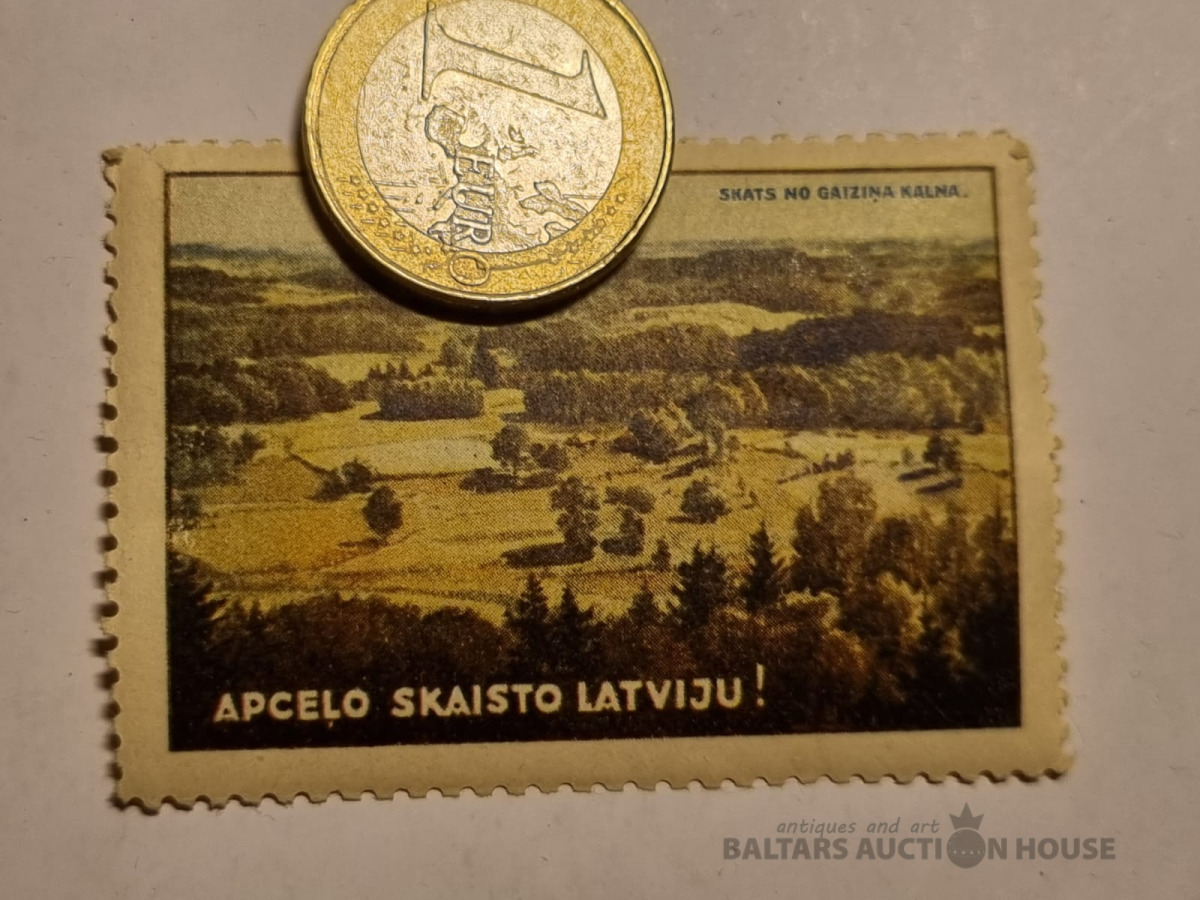 1
EURO
SKATS NO GAIZIŅA KALNA.
APCEĻO SKAISTO LATVIJU!
antiques and art
BALTARS AUCTION HOUSE